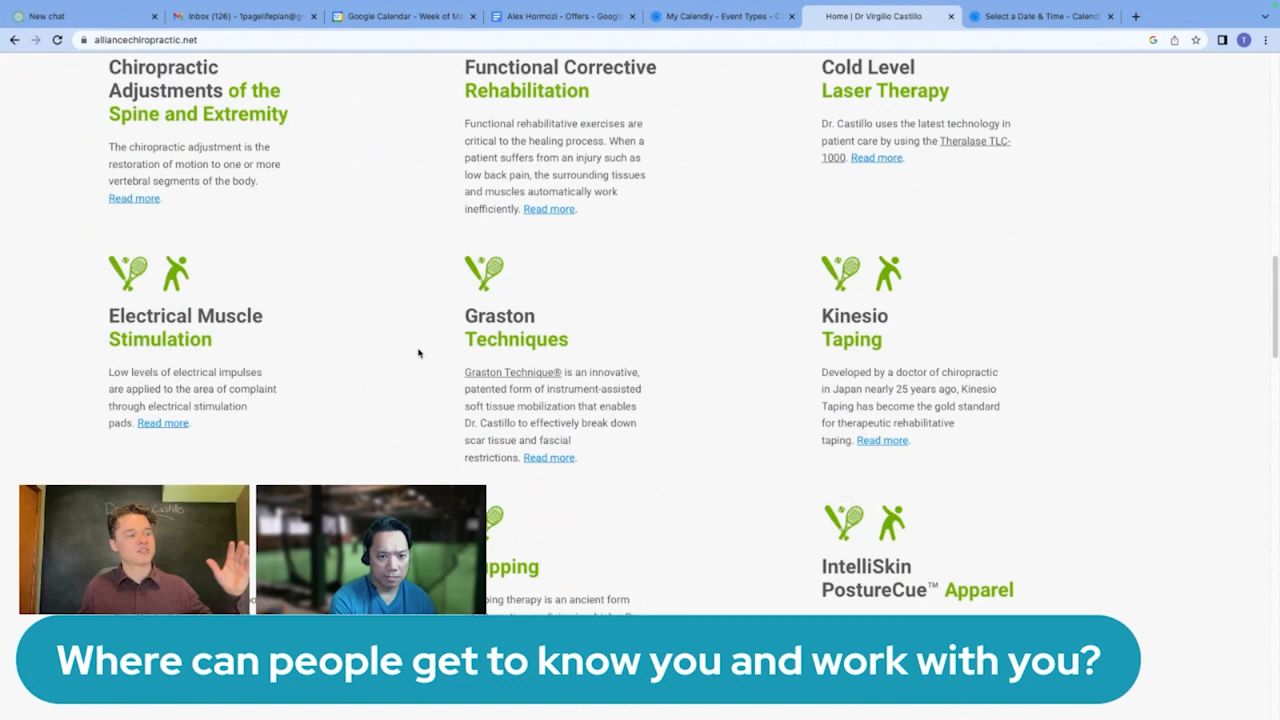 New chat
Inbox (126) - 1pagelifeplan@gm
Google Calendar - Week of Ma
Alex Hormozi - Offers - Google
My Calendly - Event Types - C
Home | Dr Virgilio Castillo
Select a Date & Time - Calend
alliancechiropractic.net
G
T
Chiropractic
Adjustments of the
Spine and Extremity
The chiropractic adjustment is the
restoration of motion to one or more
vertebral segments of the body.
Read more.
Functional Corrective
Rehabilitation
Functional rehabilitative exercises are
critical to the healing process. When a
patient suffers from an injury such as
low back pain, the surrounding tissues
and muscles automatically work
inefficiently. Read more.
Cold Level
Laser Therapy
Dr. Castillo uses the latest technology in
patient care by using the Theralase TLC-
1000. Read more.
Electrical Muscle
Stimulation
Low levels of electrical impulses
are applied to the area of complaint
through electrical stimulation
pads. Read more.
Graston
Techniques
Graston Technique® is an innovative,
patented form of instrument-assisted
soft tissue mobilization that enables
Dr. Castillo to effectively break down
scar tissue and fascial
restrictions. Read more.
Kinesio
Taping
Developed by a doctor of chiropractic
in Japan nearly 25 years ago, Kinesio
Taping has become the gold standard
for therapeutic rehabilitative
taping. Read more.
upping
ping therapy is an ancient form
IntelliSkin
PostureCue™ Apparel
Where can people get to know you and work with you?